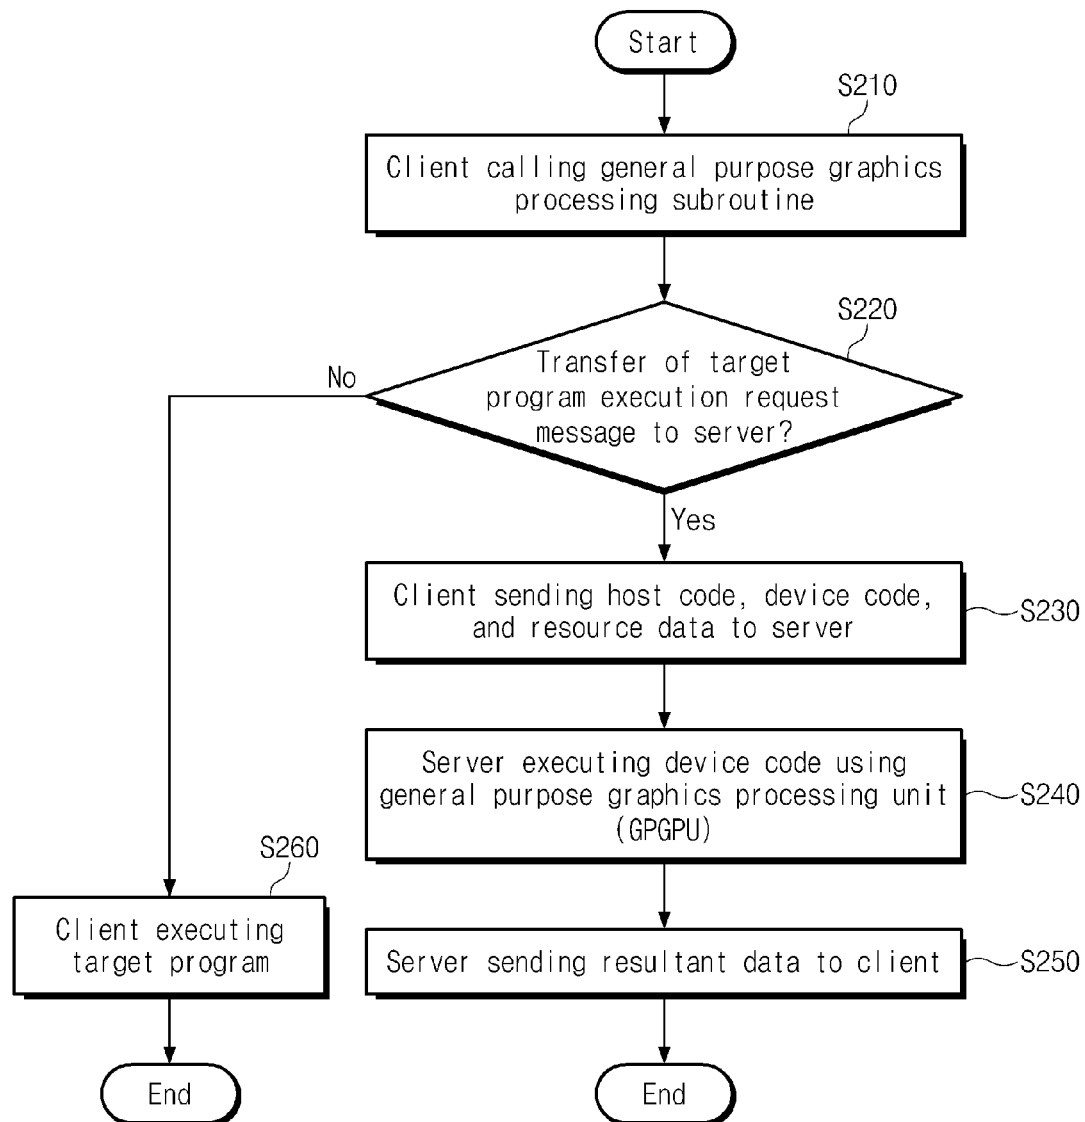 Start
S210
Client calling general purpose graphics
processing subroutine
S220
Transfer of target
program execution request
message to server?
No
Yes
Client sending host code, device code,
and resource data to server
S230
Server executing device code using
general purpose graphics processing unit
(GPGPU)
S240
S260
Client executing
target program
Server sending resultant data to client
S250
End
End